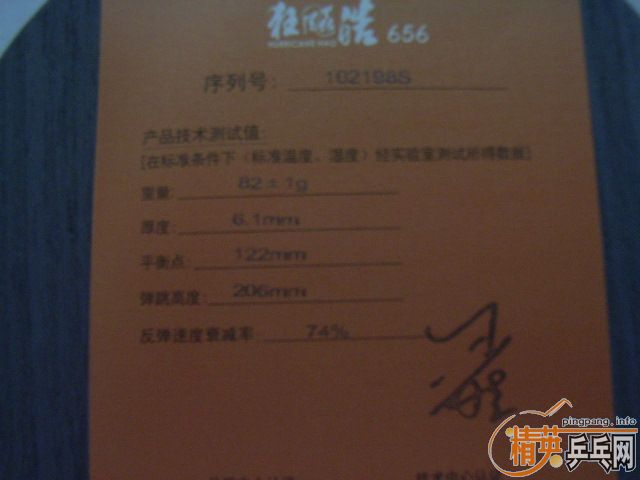 狂飚皓 656
HURRICANE HAO
序列号: 102198S
产品技术测试值:
[在标准条件下（标准温度、湿度）经实验室测试所得数据]
重量: 82±1g
厚度: 6.1mm
平衡点: 122mm
弹跳高度: 206mm
反弹速度衰减率: 74%
pingpang.info
精英乒乓网